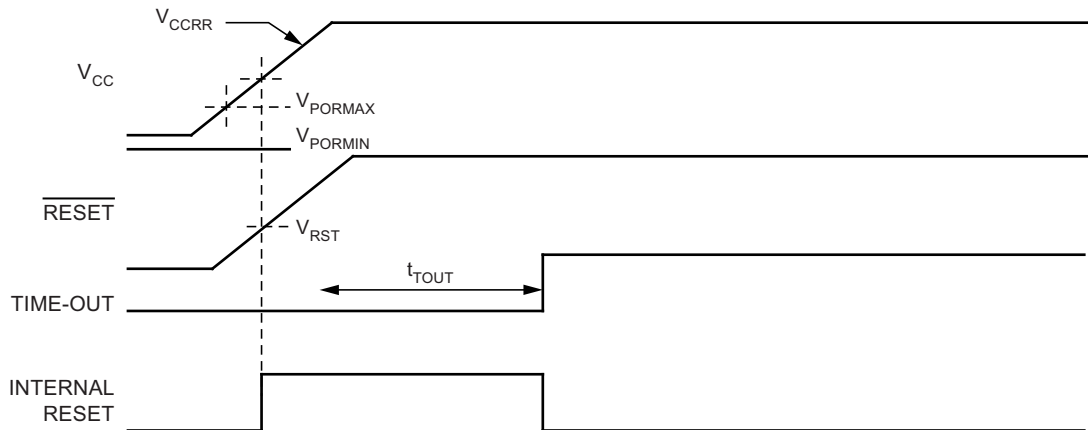 VCCRR
VCC
VPORMAX
VPORMIN
RESET
VRST
tTOUT
TIME-OUT
INTERNAL
RESET